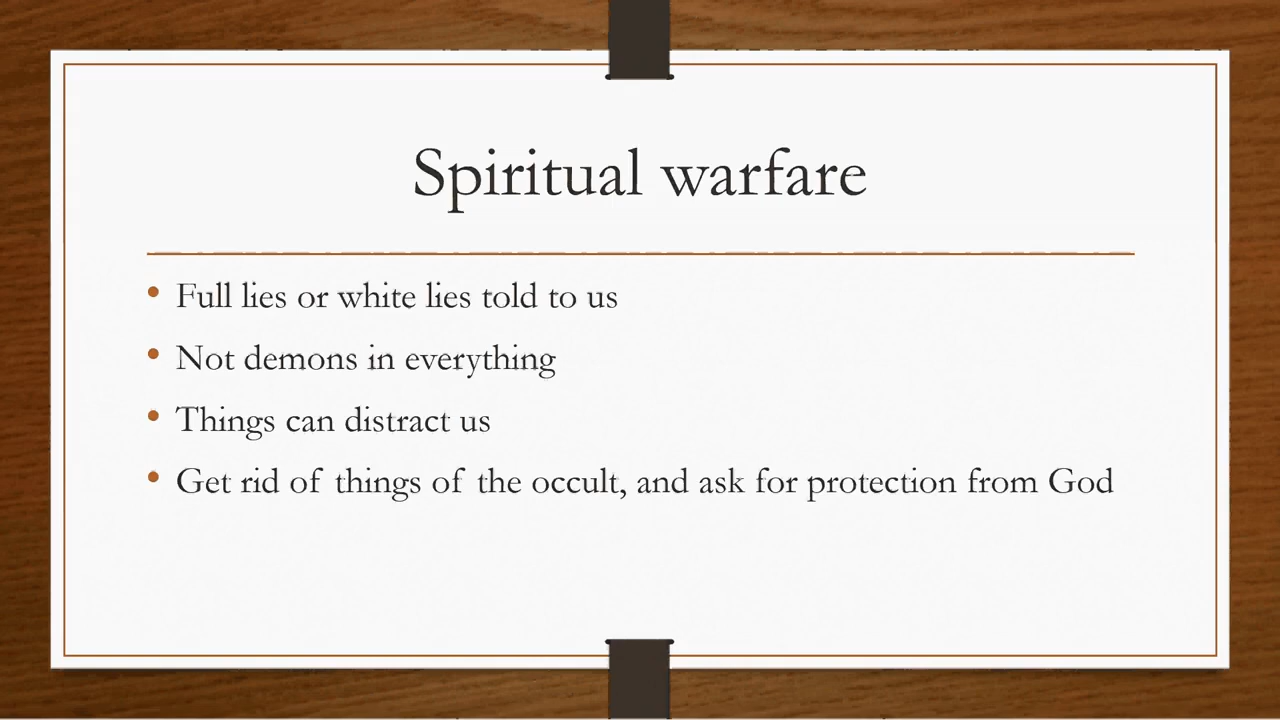 Spiritual warfare
• Full lies or white lies told to us
• Not demons in everything
• Things can distract us
• Get rid of things of the occult, and ask for protection from God